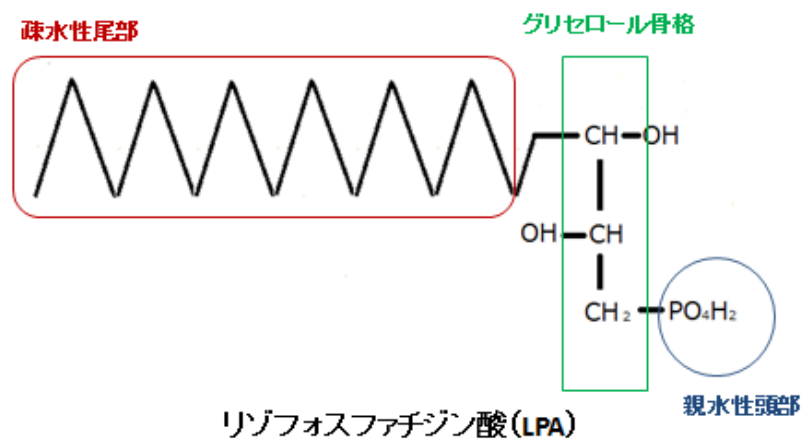 疎水性尾部
グリセロール骨格
CH OH
OH CH
CH₂ PO₄H₂
親水性頭部
リゾフォスファチジン酸(LPA)